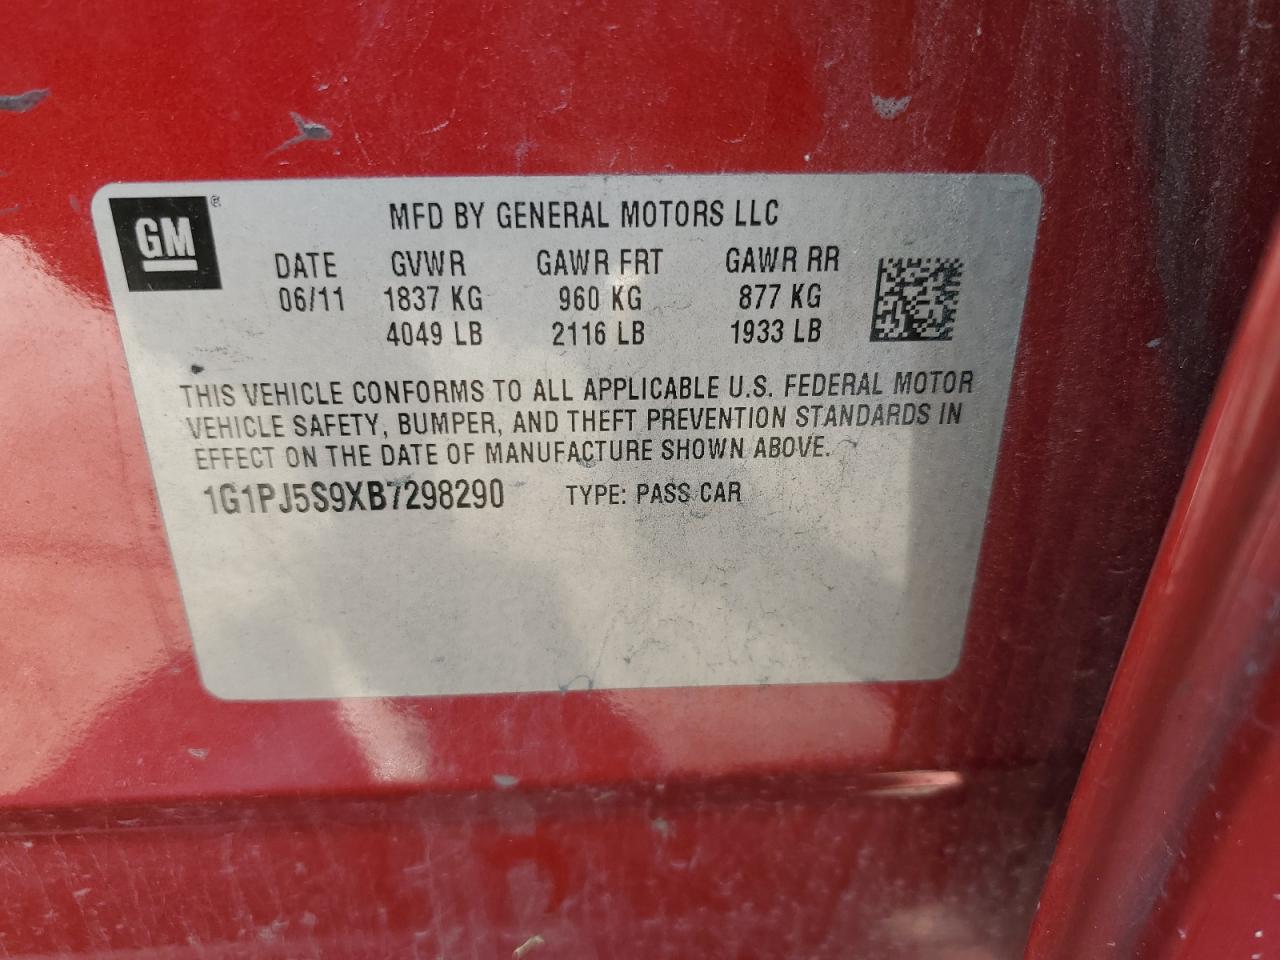 GM ®
MFD BY GENERAL MOTORS LLC
DATE GVWR GAWR FRT GAWR RR
06/11 1837 KG 960 KG 877 KG
4049 LB 2116 LB 1933 LB
THIS VEHICLE CONFORMS TO ALL APPLICABLE U.S. FEDERAL MOTOR
VEHICLE SAFETY, BUMPER, AND THEFT PREVENTION STANDARDS IN
EFFECT ON THE DATE OF MANUFACTURE SHOWN ABOVE.
1G1PJ5S9XB7298290 TYPE: PASS CAR